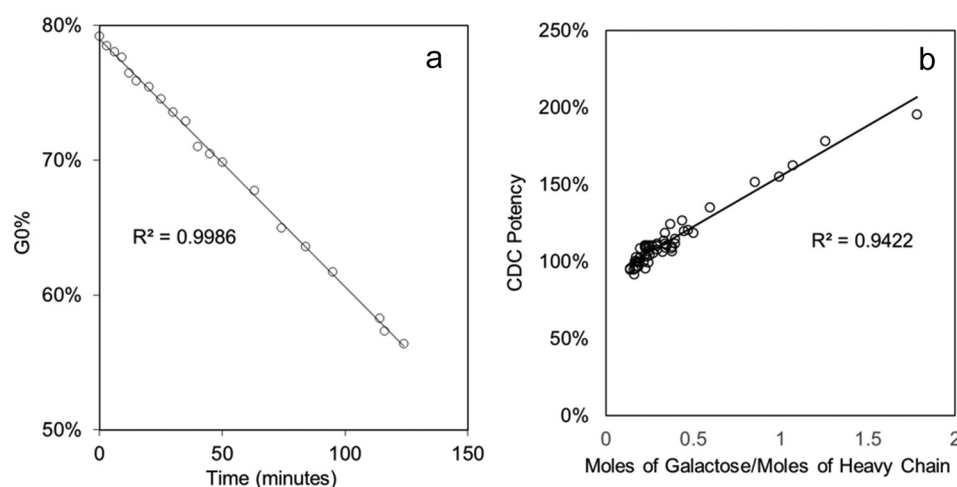 a
80%
70%
60%
50%
G0%
R² = 0.9986
0
50
100
150
Time (minutes)
b
250%
200%
150%
100%
50%
0%
CDC Potency
R² = 0.9422
0
0.5
1
1.5
2
Moles of Galactose/Moles of Heavy Chain